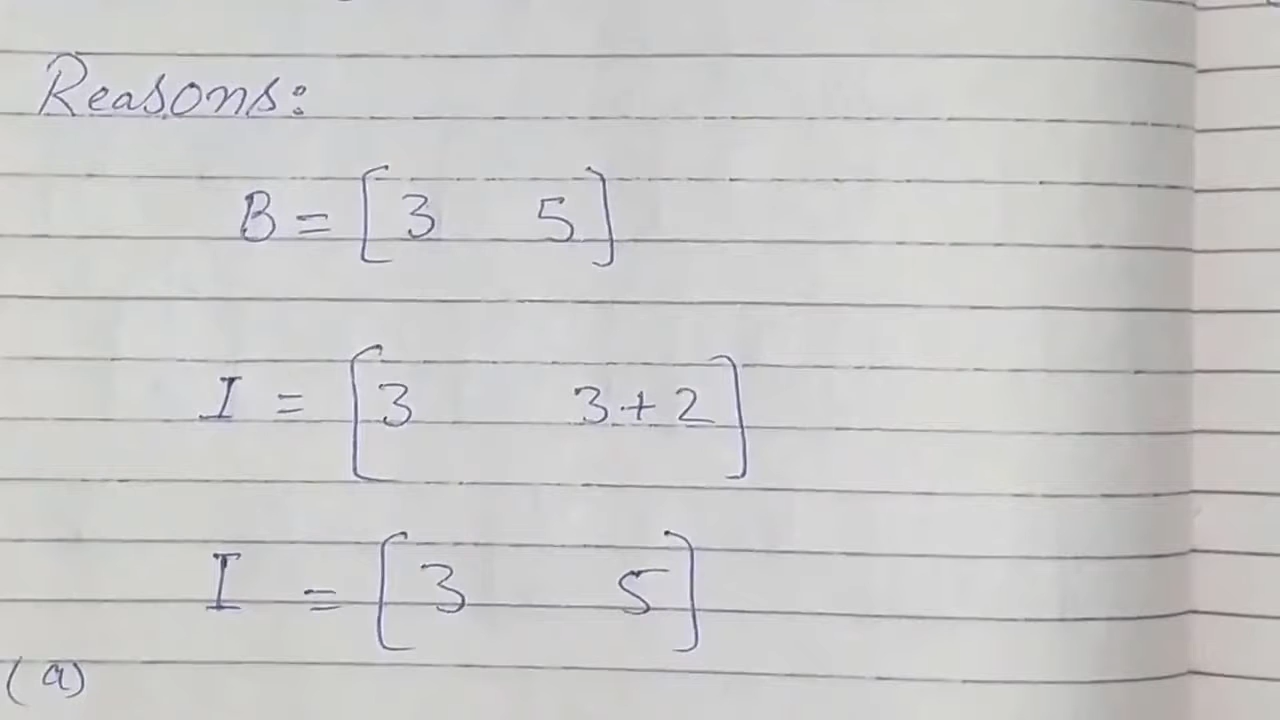 Reasons:
B = [3 5]
I = [3 3+2]
I = [3 5]
(a)